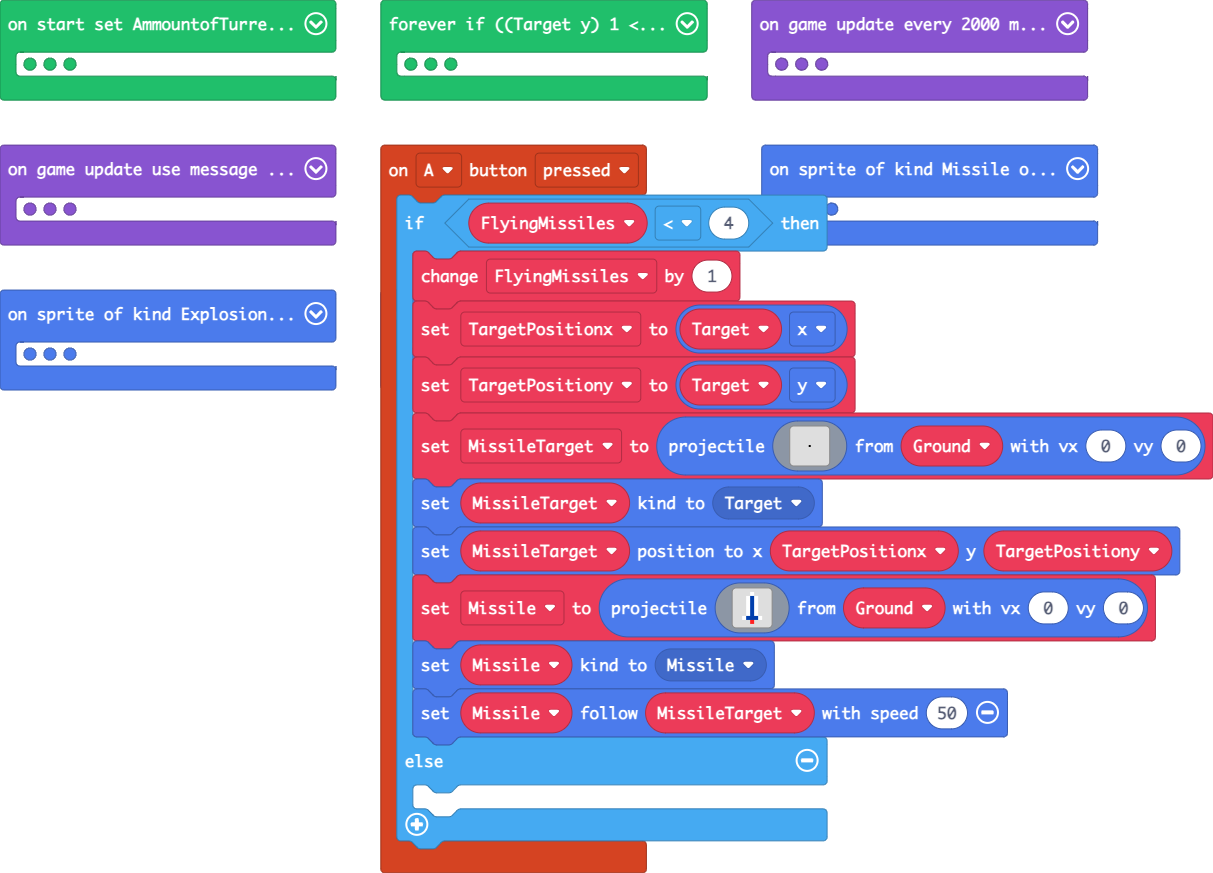 on start set AmmountofTurre...
forever if ((Target y) 1 <...
on game update every 2000 m...
on game update use message ...
on A button pressed
on sprite of kind Missile o...
if FlyingMissiles < 4 then
change FlyingMissiles by 1
on sprite of kind Explosion...
set TargetPositionx to Target x
set TargetPositiony to Target y
set MissileTarget to projectile from Ground with vx 0 vy 0
set MissileTarget kind to Target
set MissileTarget position to x TargetPositionx y TargetPositiony
set Missile to projectile from Ground with vx 0 vy 0
set Missile kind to Missile
set Missile follow MissileTarget with speed 50
else